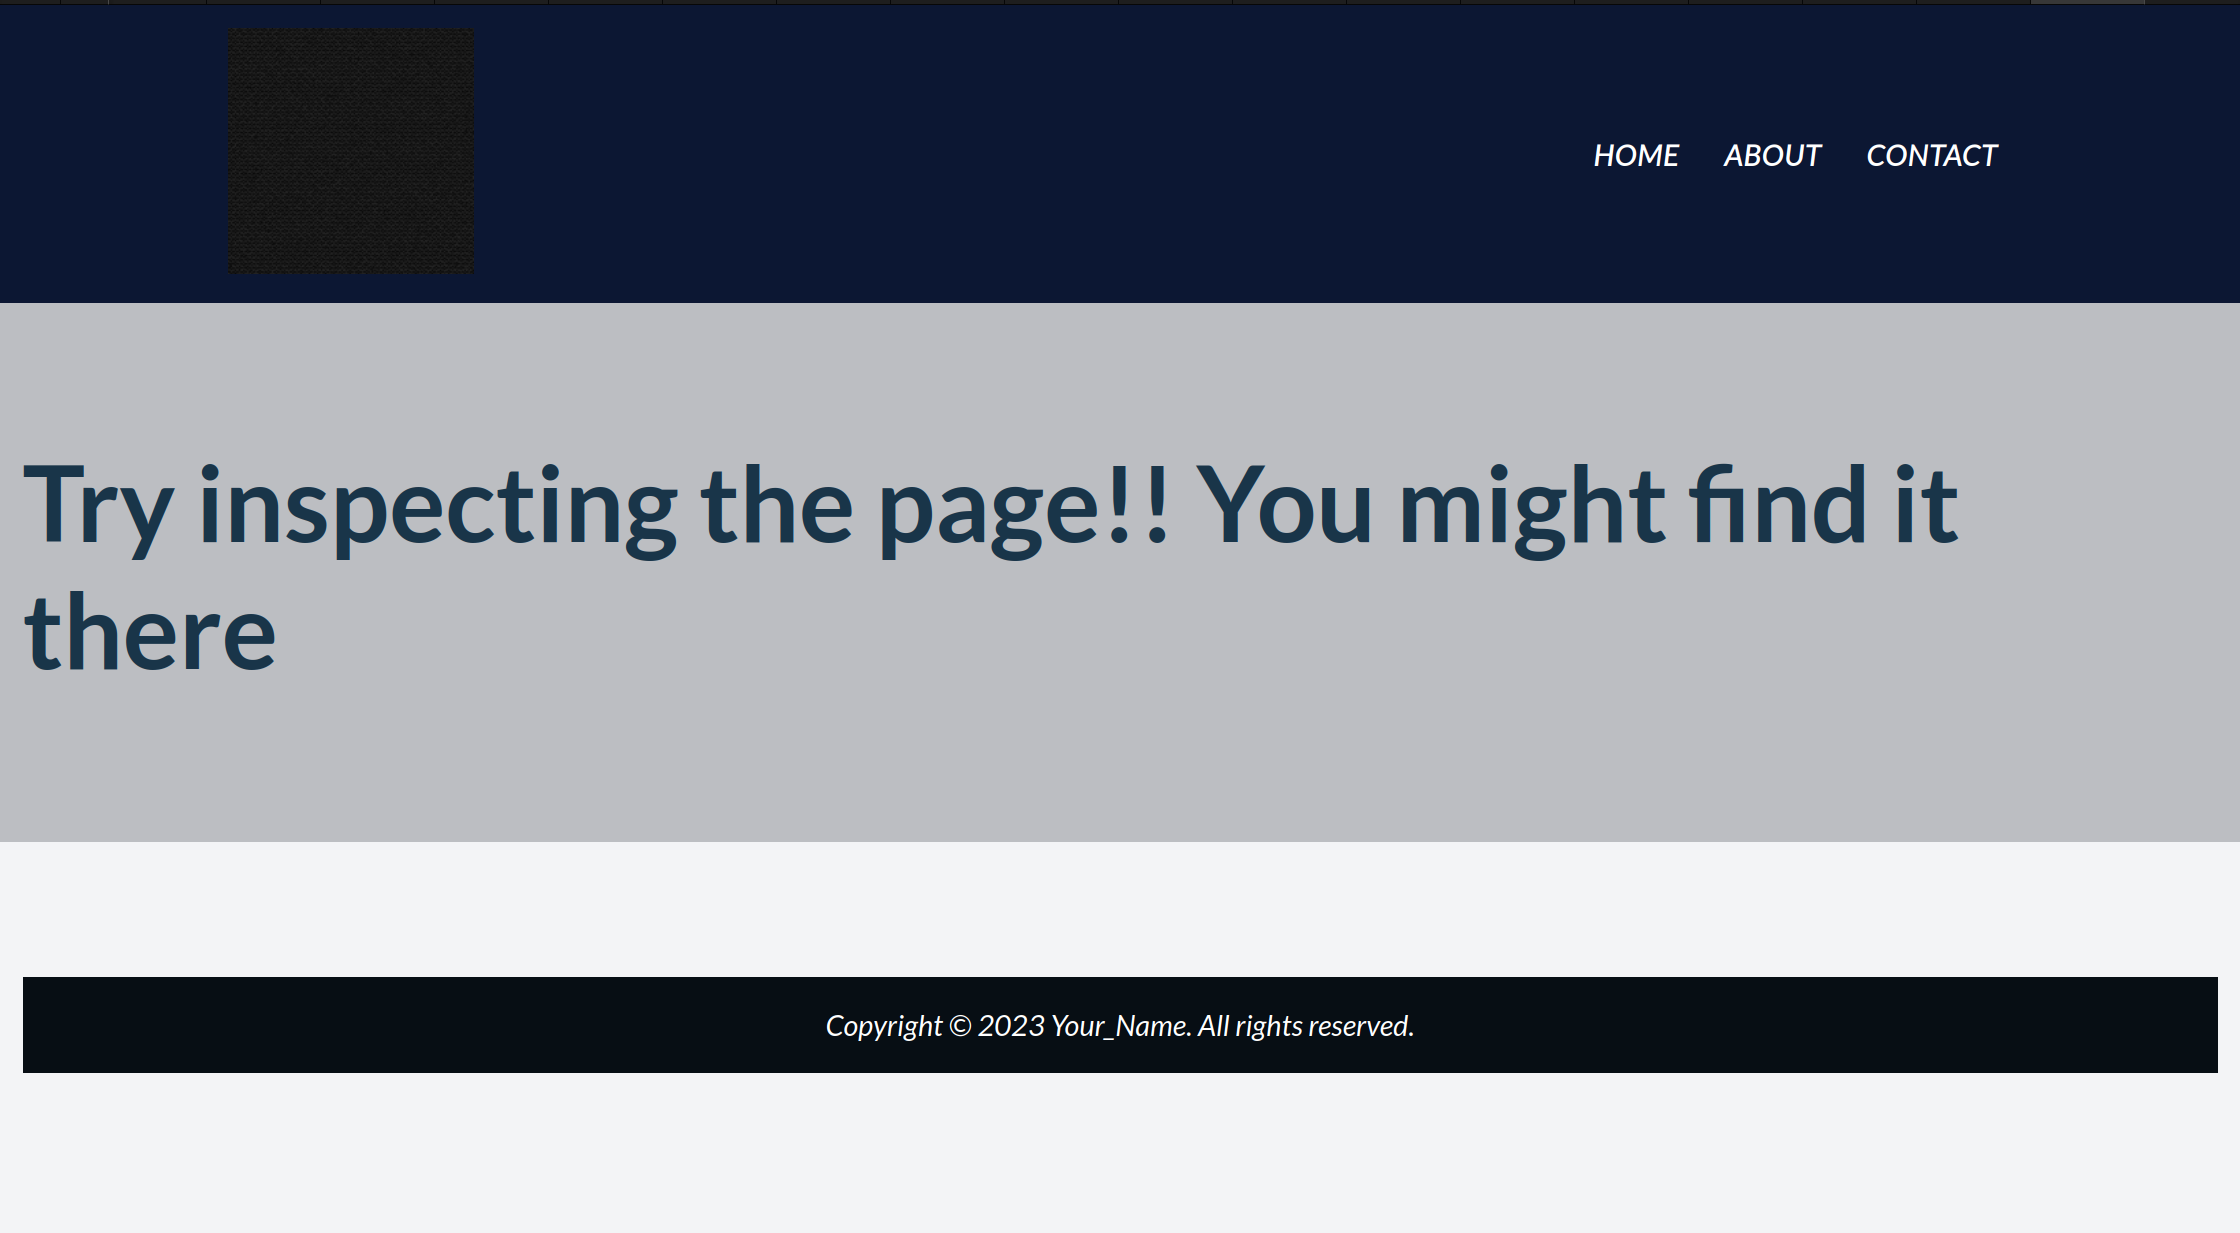 HOME ABOUT CONTACT
Try inspecting the page!! You might find it
there
Copyright © 2023 Your_Name. All rights reserved.